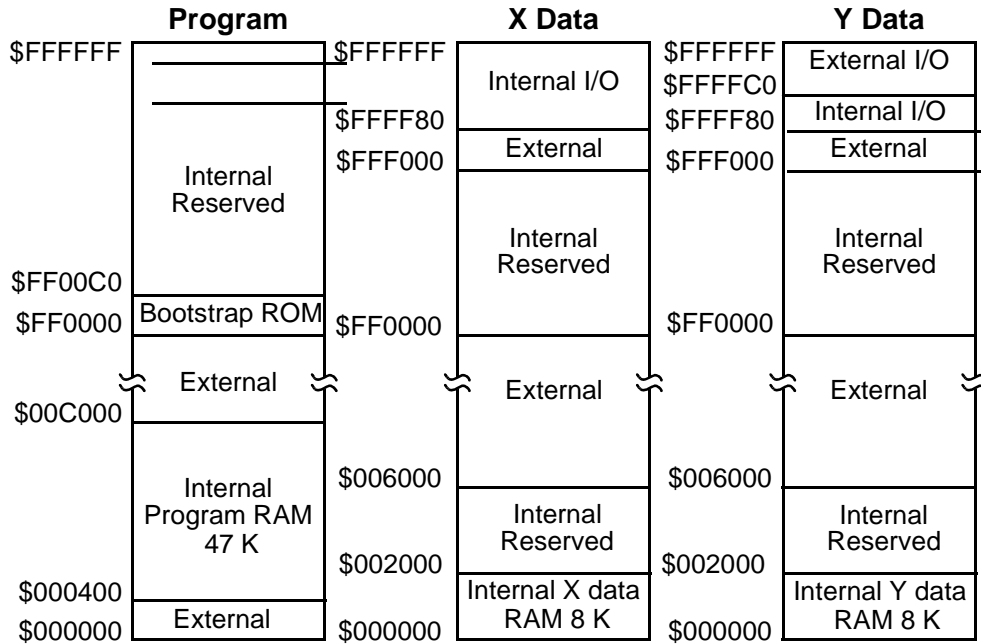 Program
X Data
Y Data
$FFFFFF
Internal
Reserved
$FF00C0
Bootstrap ROM
$FF0000
External
$00C000
Internal
Program RAM
47 K
$000400
External
$000000
$FFFFFF
Internal I/O
$FFFF80
External
$FFF000
Internal
Reserved
$FF0000
External
$006000
Internal
Reserved
$002000
Internal X data
RAM 8 K
$000000
$FFFFFF
External I/O
$FFFFC0
Internal I/O
$FFFF80
External
$FFF000
Internal
Reserved
$FF0000
External
$006000
Internal
Reserved
$002000
Internal Y data
RAM 8 K
$000000